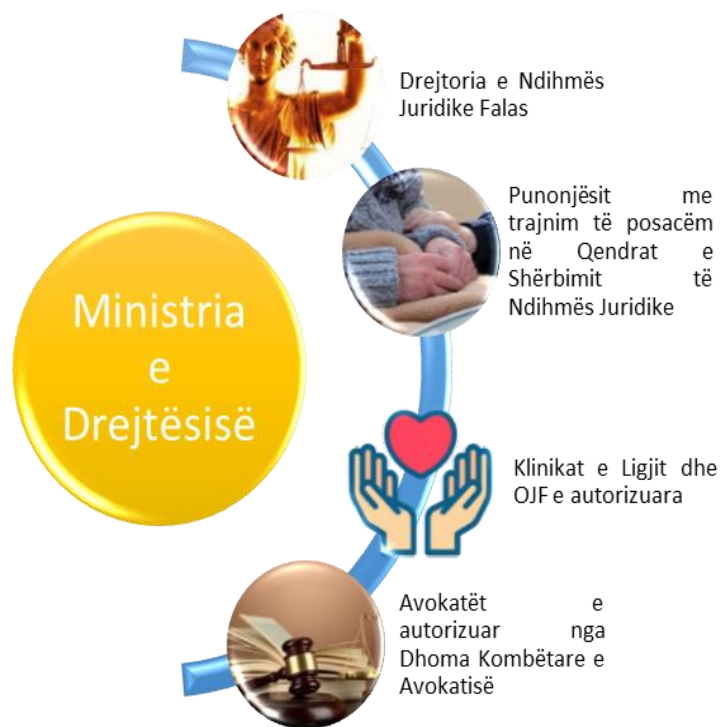 Drejtoria e Ndihmës
Juridike Falas
Punonjësit me
trajnim të posaçëm
në Qendrat e
Shërbimit të
Ndihmës Juridike
Ministria
e
Drejtësisë
Klinikat e Ligjit dhe
OJF e autorizuara
Avokatët e
autorizuar nga
Dhoma Kombëtare e
Avokatisë